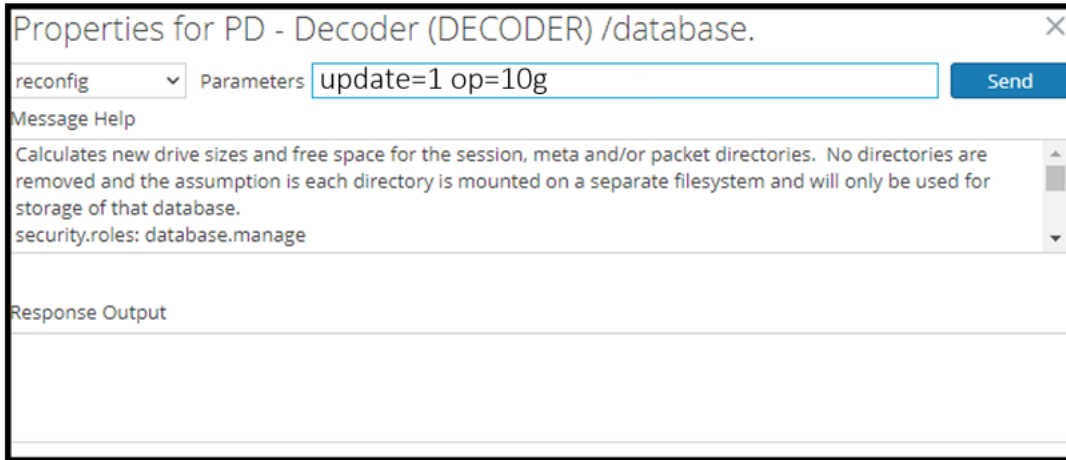 Properties for PD - Decoder (DECODER) /database.
reconfig Parameters update=1 op=10g Send
Message Help
Calculates new drive sizes and free space for the session, meta and/or packet directories.  No directories are
removed and the assumption is each directory is mounted on a separate filesystem and will only be used for
storage of that database.
security.roles: database.manage
Response Output